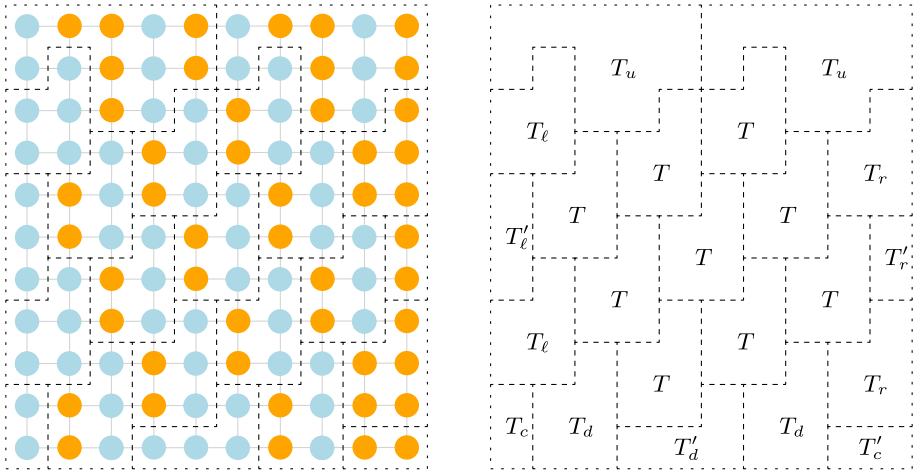 T_u T_u
T_ℓ T
T T_r
T T
T'_ℓ T T'_r
T T
T_ℓ T
T T_r
T_c T_d T_d T'_c
T'_d